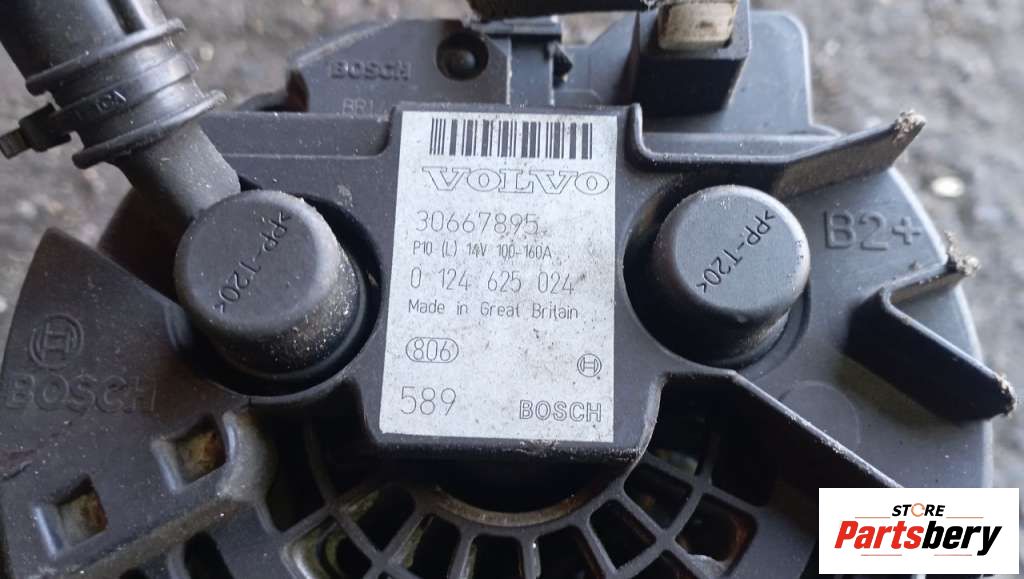 BOSCH
VOLVO
30667895
P10 (L) 14V 100-160A
0 124 625 024
Made in Great Britain
806
589 BOSCH
>PP-T20<
>PP-T20<
B2+
BOSCH
STORE
Partsbery